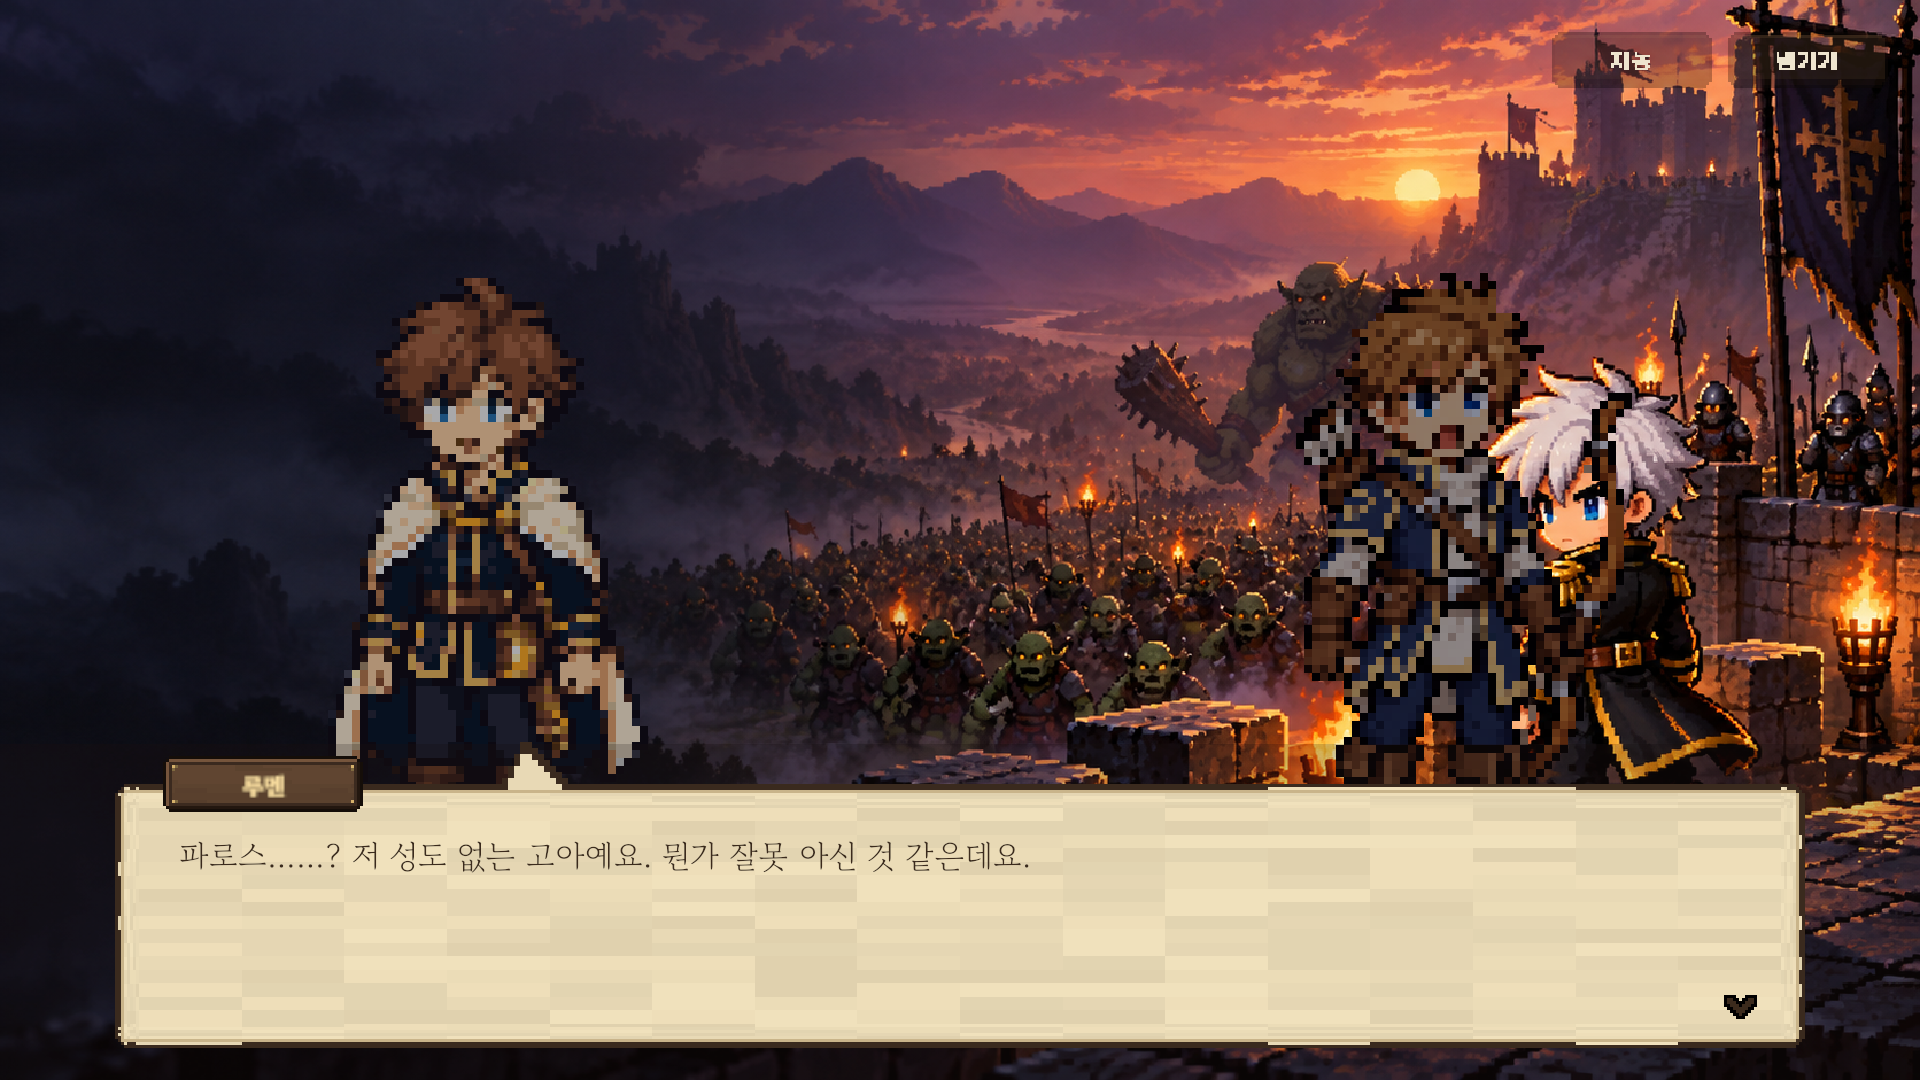 자동
넘기기
루멘
파로스......? 저 성도 없는 고아예요. 뭔가 잘못 아신 것 같은데요.